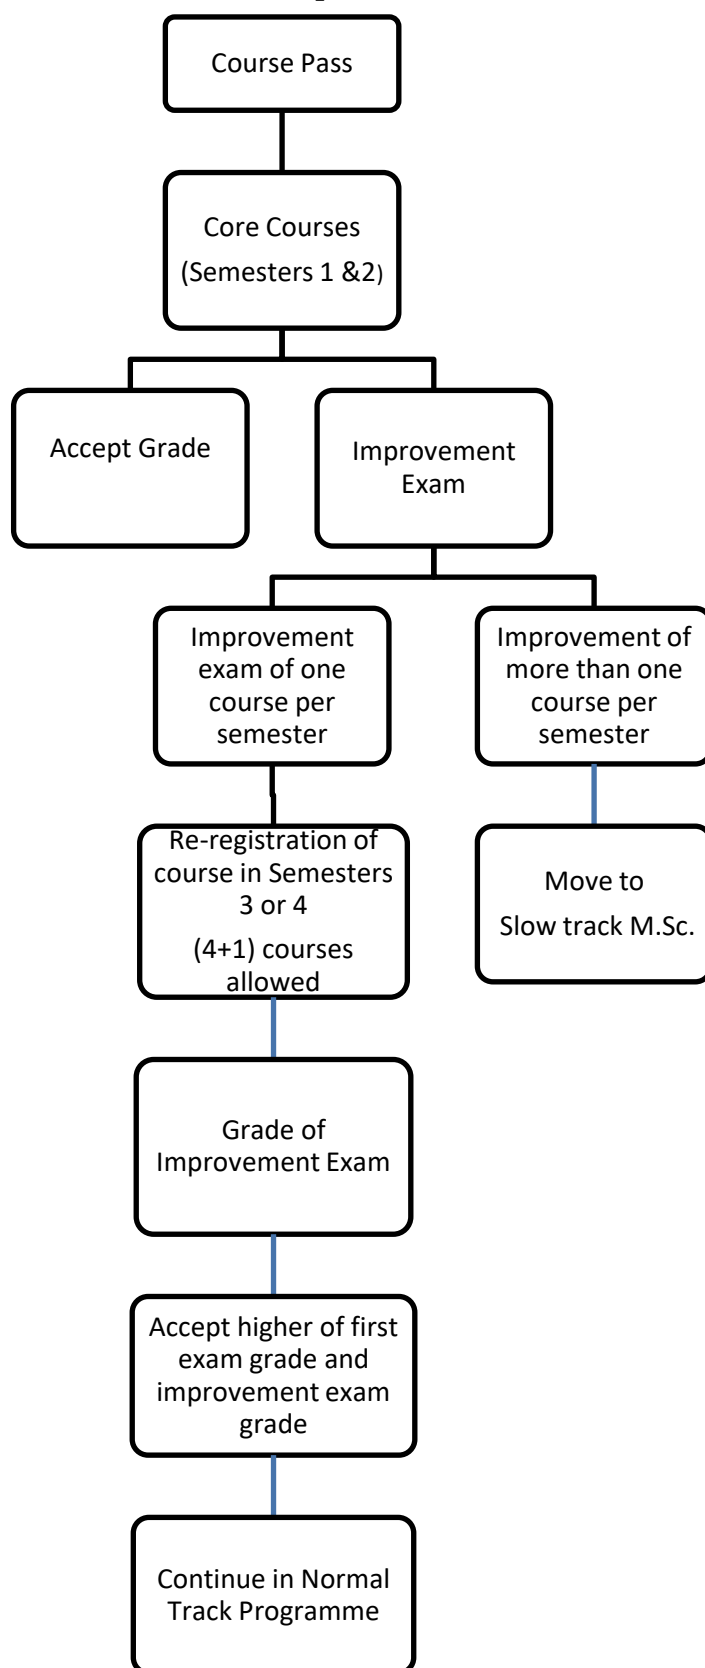 Course Pass
Core Courses
(Semesters 1 &2)
Accept Grade
Improvement
Exam
Improvement
exam of one
course per
semester
Improvement of
more than one
course per
semester
Re-registration of
course in Semesters
3 or 4
(4+1) courses
allowed
Move to
Slow track M.Sc.
Grade of
Improvement Exam
Accept higher of first
exam grade and
improvement exam
grade
Continue in Normal
Track Programme